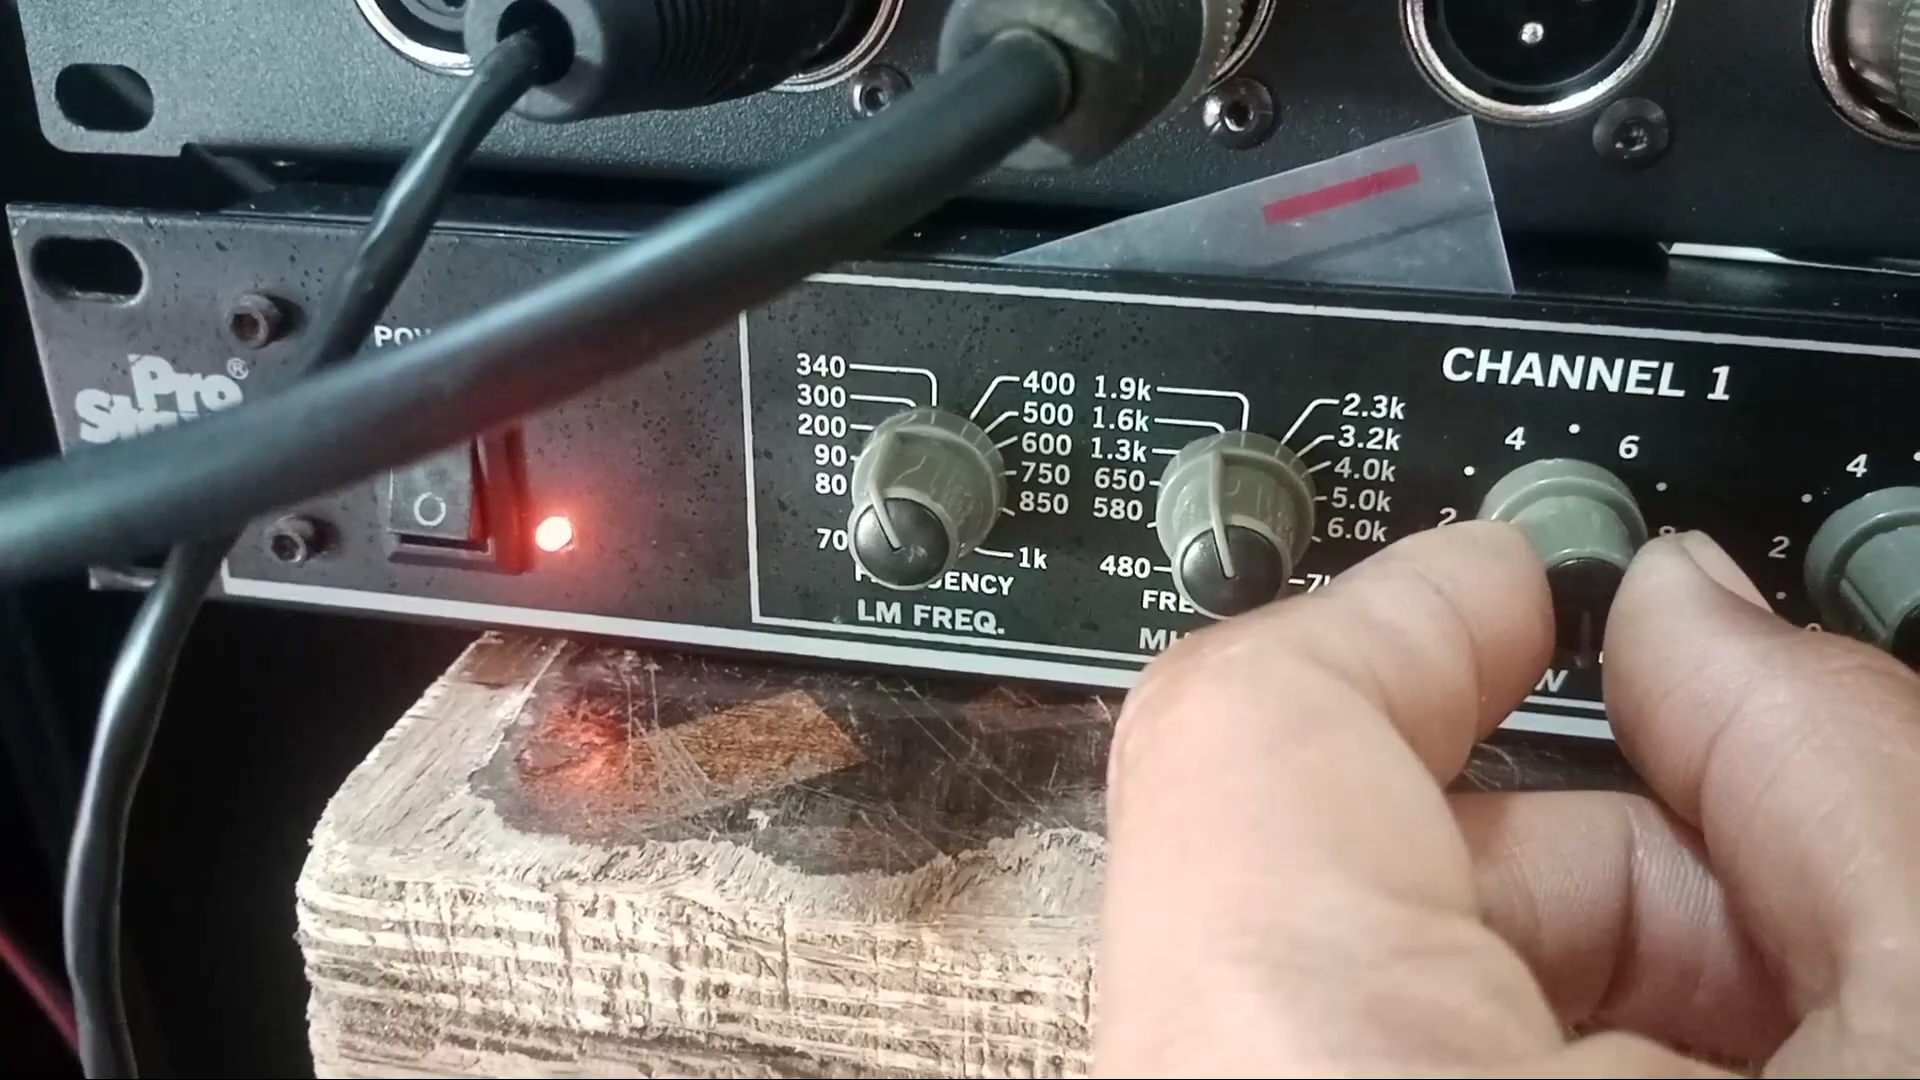 POW
Pro
®
CHANNEL 1
340
300
200
90
80
70
400
500
600
750
850
1k
LM FREQ.
1.9k
1.6k
1.3k
650
580
480
2.3k
3.2k
4.0k
5.0k
6.0k
FRE
2
4
6
2
4